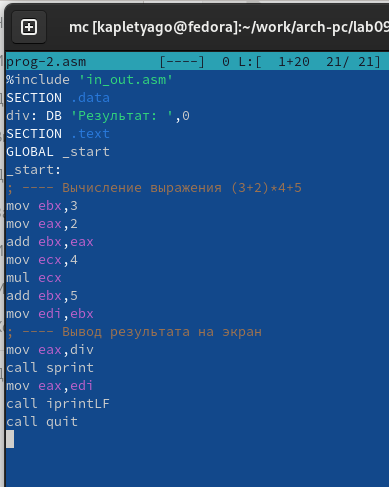 mc [kapletyago@fedora]:~/work/arch-pc/lab09
prog-2.asm [----] 0 L:[ 1+20 21/ 21]
%include 'in_out.asm'
SECTION .data
div: DB 'Результат: ',0
SECTION .text
GLOBAL _start
_start:
; ---- Вычисление выражения (3+2)*4+5
mov ebx,3
mov eax,2
add ebx,eax
mov ecx,4
mul ecx
add ebx,5
mov edi,ebx
; ---- Вывод результата на экран
mov eax,div
call sprint
mov eax,edi
call iprintLF
call quit